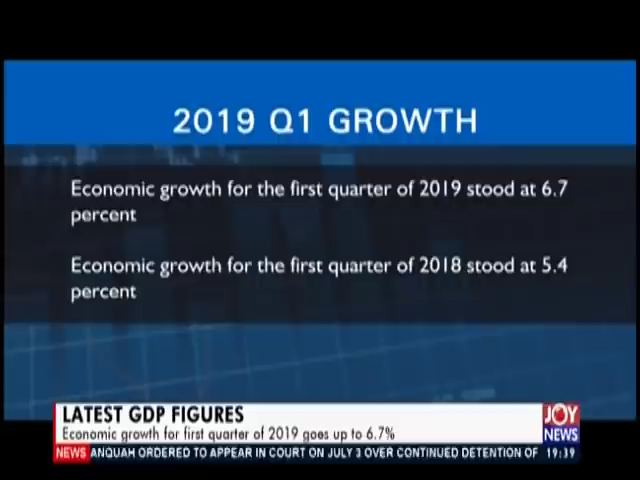 2019 Q1 GROWTH
Economic growth for the first quarter of 2019 stood at 6.7
percent
Economic growth for the first quarter of 2018 stood at 5.4
percent
LATEST GDP FIGURES
Economic growth for first quarter of 2019 goes up to 6.7%
JOY
NEWS
NEWS ANQUAH ORDERED TO APPEAR IN COURT ON JULY 3 OVER CONTINUED DETENTION OF 19:39